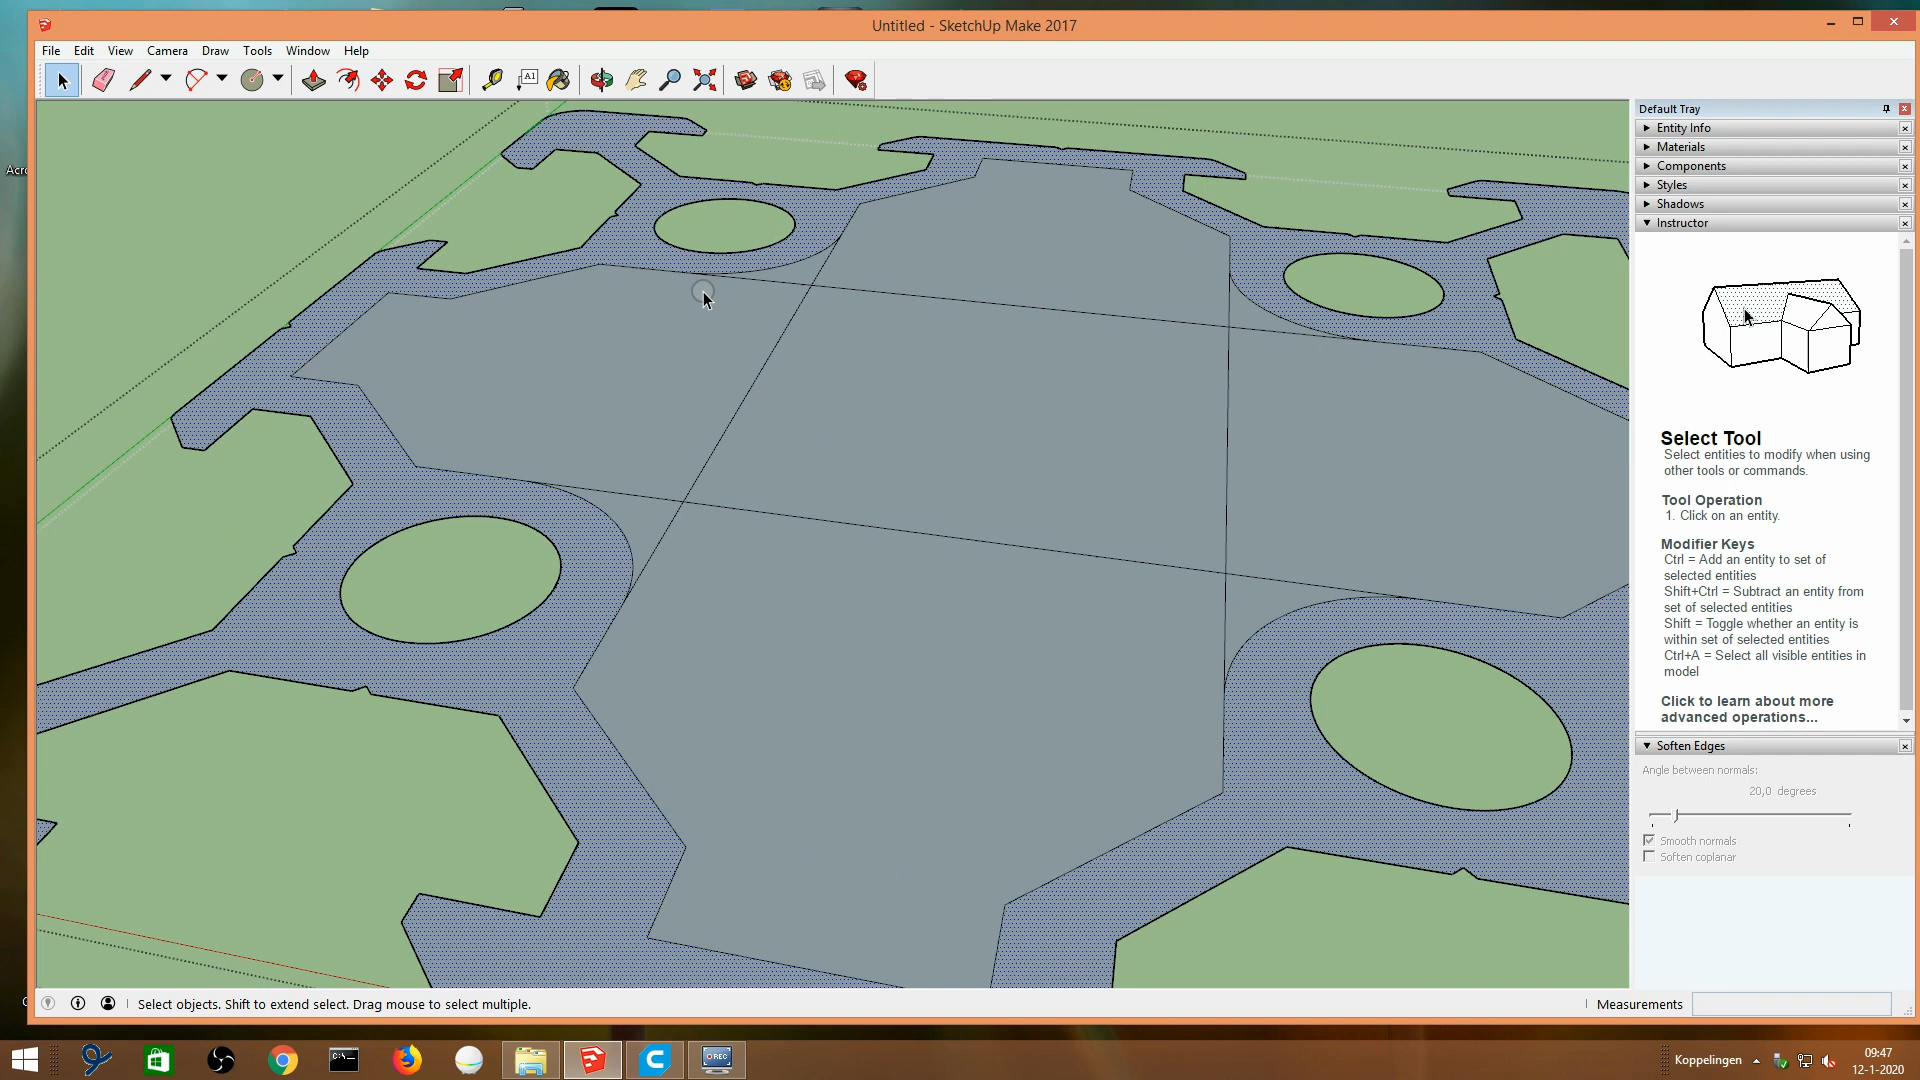 Untitled - SketchUp Make 2017
File Edit View Camera Draw Tools Window Help
A1
Default Tray
Entity Info
Materials
Components
Styles
Shadows
Instructor
Select Tool
Select entities to modify when using
other tools or commands.
Tool Operation
1. Click on an entity.
Modifier Keys
Ctrl = Add an entity to set of
selected entities
Shift+Ctrl = Subtract an entity from
set of selected entities
Shift = Toggle whether an entity is
within set of selected entities
Ctrl+A = Select all visible entities in
model
Click to learn about more
advanced operations...
Soften Edges
Angle between normals:
20,0 degrees
Smooth normals
Soften coplanar
Select objects. Shift to extend select. Drag mouse to select multiple.
Measurements
REC
Koppelingen
09:47
12-1-2020